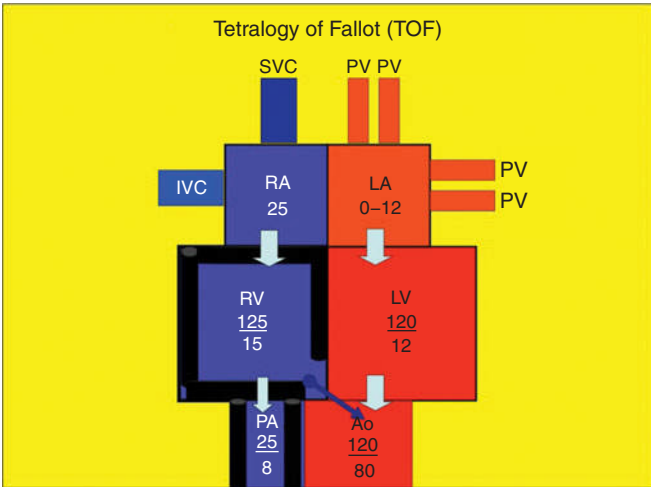 Tetralogy of Fallot (TOF)
SVC
PV PV
IVC
RA
25
LA
0–12
PV
PV
RV
125
15
LV
120
12
PA
25
8
Ao
120
80